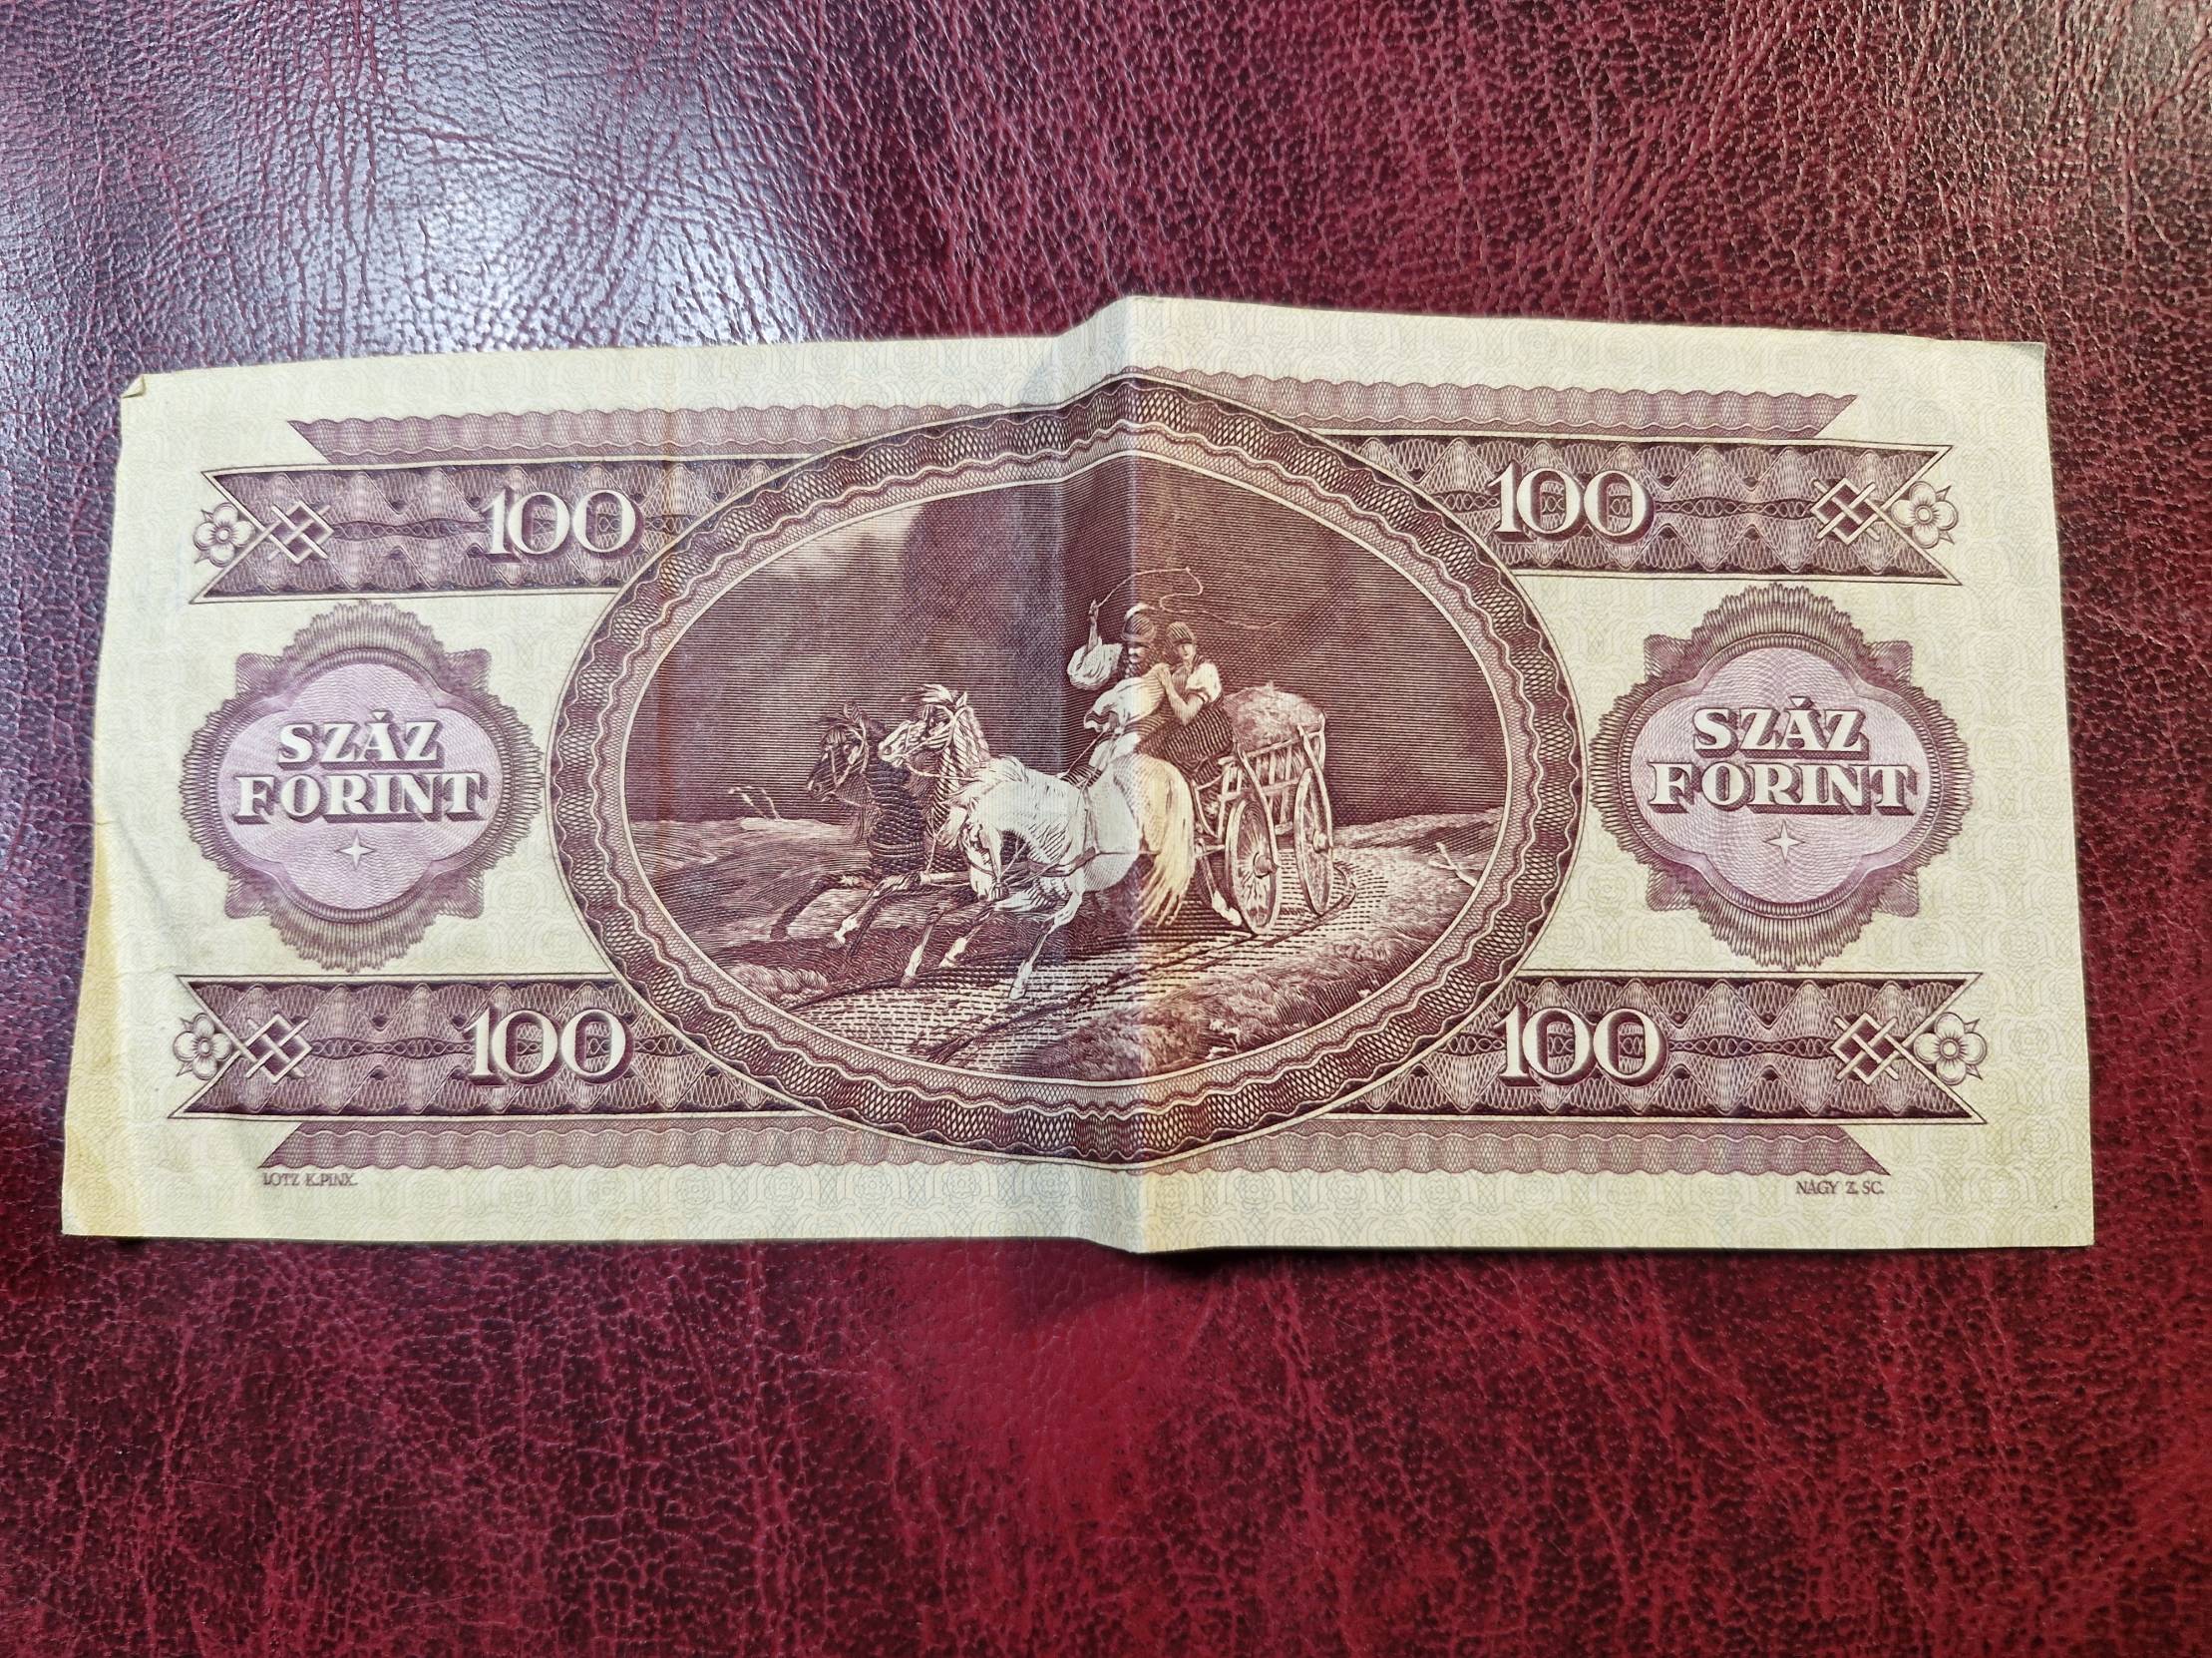 100
100
SZÁZ
FORINT
SZÁZ
FORINT
100
100
LOTZ K.PINX.
NAGY Z. SC.